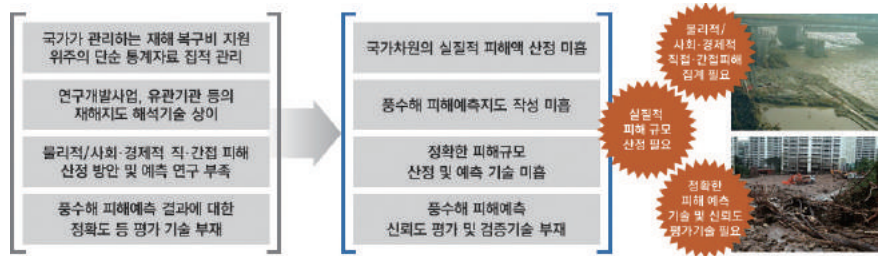 국가가 관리하는 재해 복구비 지원
위주의 단순 통계자료 집적 관리
연구개발사업, 유관기관 등의
재해지도 해석기술 상이
물리적/사회·경제적 직·간접 피해
산정 방안 및 예측 연구 부족
풍수해 피해예측 결과에 대한
정확도 등 평가 기술 부재
국가차원의 실질적 피해액 산정 미흡
풍수해 피해예측지도 작성 미흡
정확한 피해규모
산정 및 예측 기술 미흡
풍수해 피해예측
신뢰도 평가 및 검증기술 부재
물리적/
사회·경제적
직접·간접피해
집계 필요
실질적
피해 규모
산정 필요
정확한
피해 예측
기술 및 신뢰도
평가기술 필요